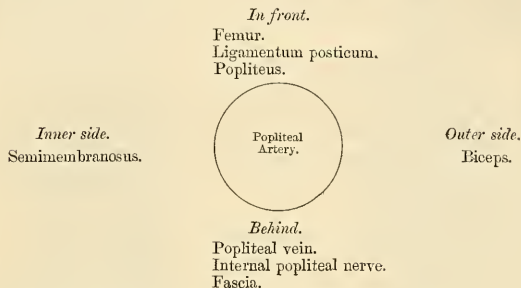 In front.
Femur.
Ligamentum posticum.
Popliteus.
Inner side.
Semimembranosus.
Popliteal
Artery.
Outer side.
Biceps.
Behind.
Popliteal vein.
Internal popliteal nerve.
Fascia.